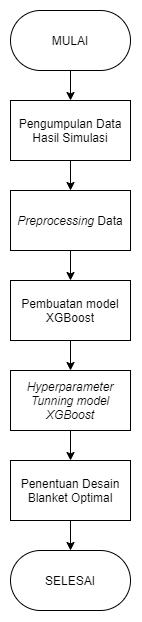 MULAI
Pengumpulan Data
Hasil Simulasi
Preprocessing Data
Pembuatan model
XGBoost
Hyperparameter
Tunning model
XGBoost
Penentuan Desain
Blanket Optimal
SELESAI